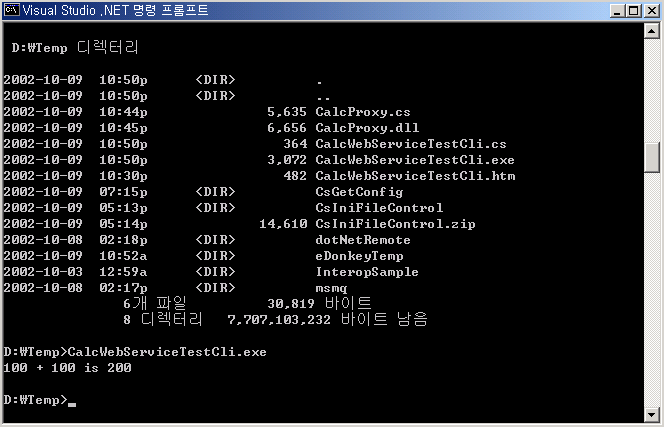 Visual Studio .NET 명령 프롬프트
D:\Temp 디렉터리
2002-10-09  10:50p      <DIR>          .
2002-10-09  10:50p      <DIR>          ..
2002-10-09  10:44p               5,635 CalcProxy.cs
2002-10-09  10:45p               6,656 CalcProxy.dll
2002-10-09  10:50p                 364 CalcWebServiceTestCli.cs
2002-10-09  10:50p               3,072 CalcWebServiceTestCli.exe
2002-10-09  10:30p                 482 CalcWebServiceTestCli.htm
2002-10-09  07:15p      <DIR>          CsGetConfig
2002-10-09  05:13p      <DIR>          CsIniFileControl
2002-10-09  05:14p              14,610 CsIniFileControl.zip
2002-10-08  02:18p      <DIR>          dotNetRemote
2002-10-09  10:52a      <DIR>          eDonkeyTemp
2002-10-03  12:59a      <DIR>          InteropSample
2002-10-08  02:17p      <DIR>          msmq
6개 파일          30,819 바이트
8 디렉터리   7,707,103,232 바이트 남음
D:₩Temp>CalcWebServiceTestCli.exe
100 + 100 is 200
D:₩Temp>_